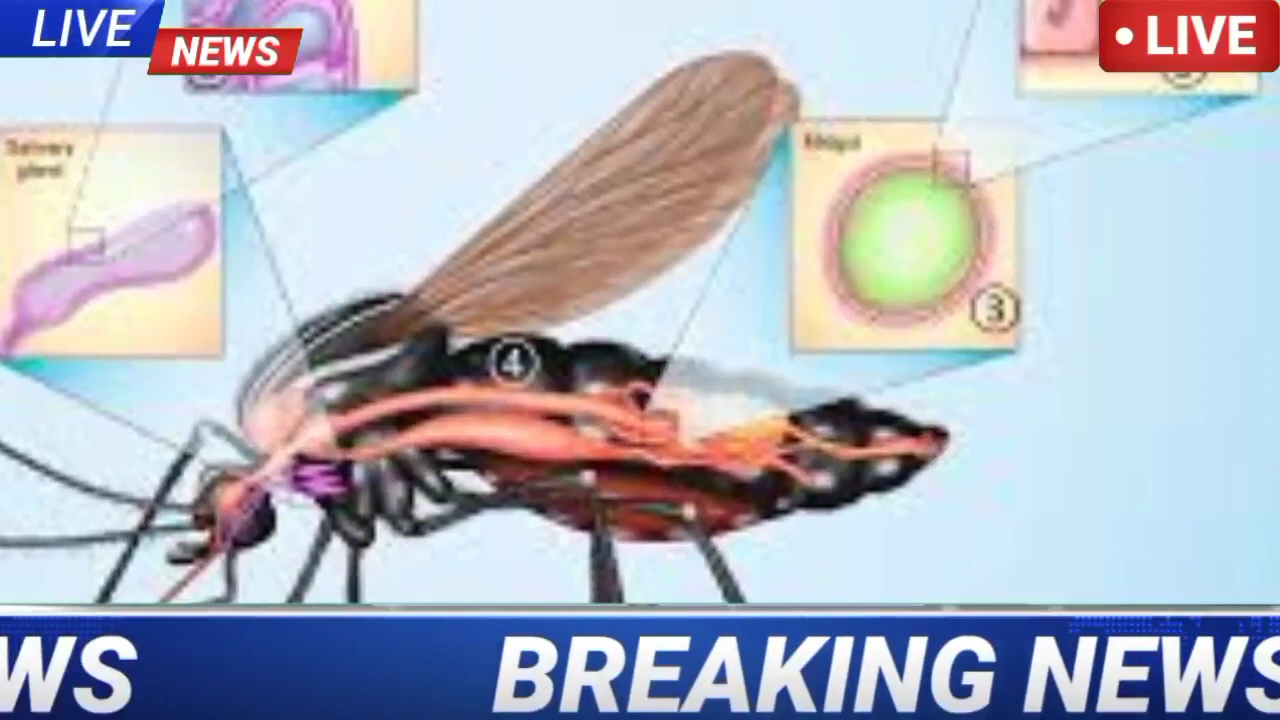 LIVE
NEWS
• LIVE
Salivary
gland
Midgut
3
4
WS
BREAKING NEWS